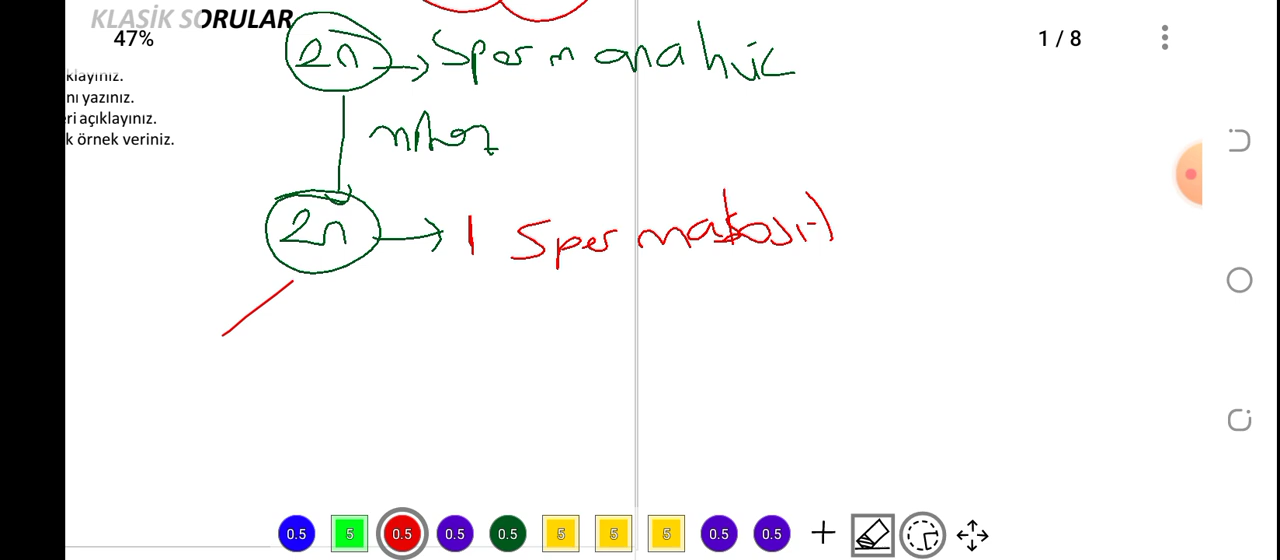 KLASİK SORULAR
47%
1 / 8
klayınız.
nı yazınız.
ri açıklayınız.
k örnek veriniz.
2n → Sperm ana hüc
mitoz
2n → 1 Spermatosit
0.5 5 0.5 0.5 0.5 5 5 5 0.5 0.5